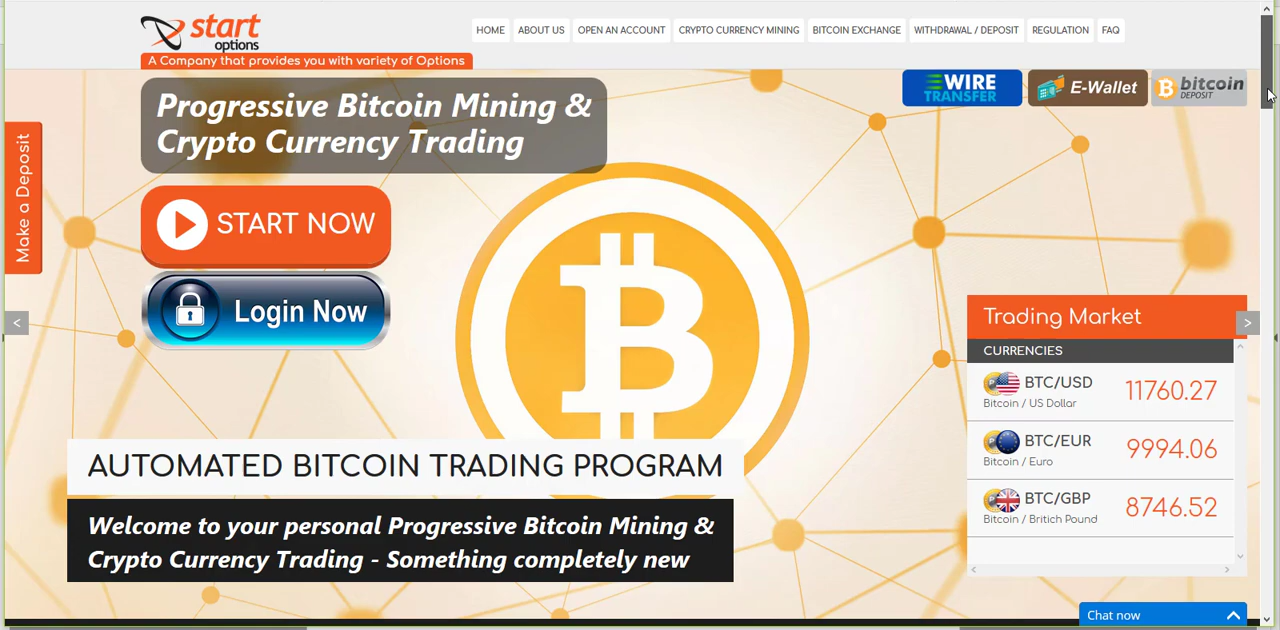 start
options
A Company that provides you with variety of Options
HOME
ABOUT US
OPEN AN ACCOUNT
CRYPTO CURRENCY MINING
BITCOIN EXCHANGE
WITHDRAWAL / DEPOSIT
REGULATION
FAQ
WIRE
TRANSFER
E-Wallet
bitcoin
DEPOSIT
Make a Deposit
Progressive Bitcoin Mining &
Crypto Currency Trading
START NOW
Login Now
<
>
Trading Market
CURRENCIES
BTC/USD
Bitcoin / US Dollar
11760.27
BTC/EUR
Bitcoin / Euro
9994.06
BTC/GBP
Bitcoin / Britich Pound
8746.52
AUTOMATED BITCOIN TRADING PROGRAM
Welcome to your personal Progressive Bitcoin Mining &
Crypto Currency Trading - Something completely new
Chat now